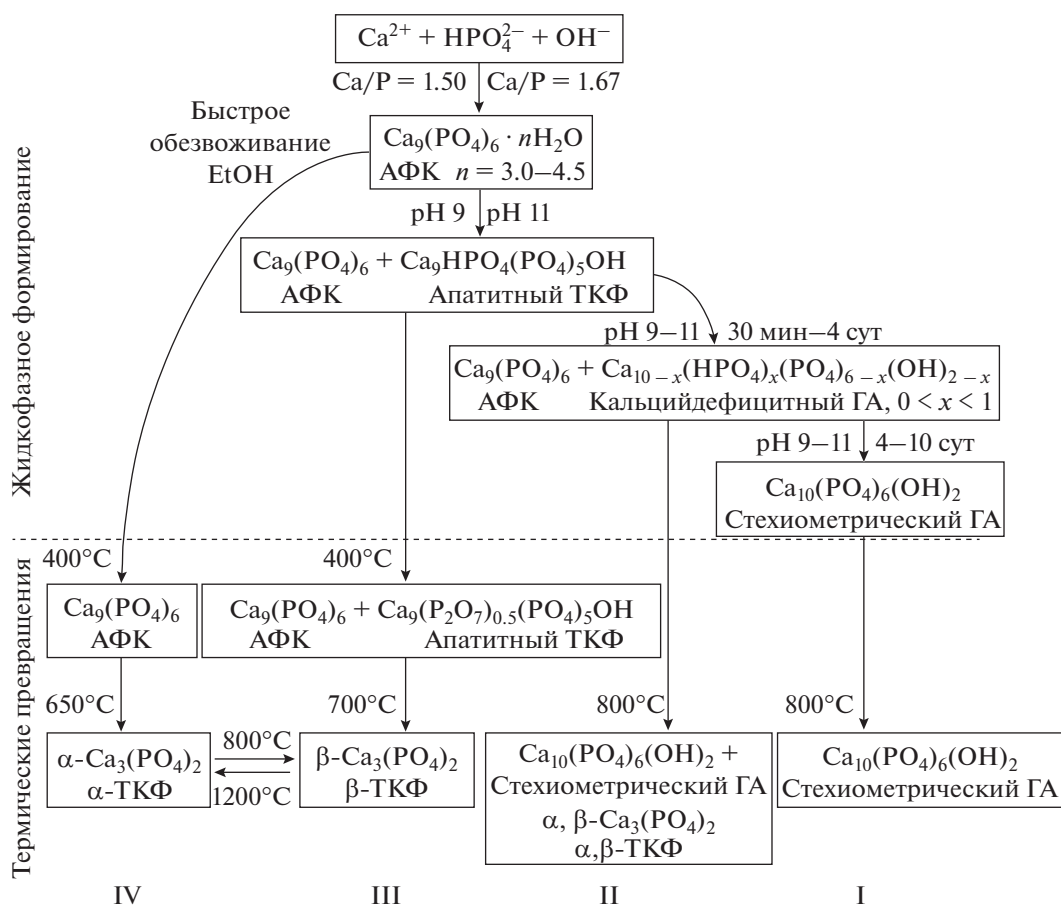 Ca²⁺ + HPO₄²⁻ + OH⁻
Ca/P = 1.50 Ca/P = 1.67
Быстрое
обезвоживание
EtOH
Ca₉(PO₄)₆ · nH₂O
АФК n = 3.0–4.5
pH 9 pH 11
Ca₉(PO₄)₆ + Ca₉HPO₄(PO₄)₅OH
АФК Апатитный ТКФ
pH 9–11 30 мин–4 сут
Ca₉(PO₄)₆ + Ca₁₀₋ₓ(HPO₄)ₓ(PO₄)₆₋ₓ(OH)₂₋ₓ
АФК Кальцийдефицитный ГА, 0 < x < 1
pH 9–11 4–10 сут
Ca₁₀(PO₄)₆(OH)₂
Стехиометрический ГА
Жидкофазное формирование
400°C 400°C
Ca₉(PO₄)₆
АФК
Ca₉(PO₄)₆ + Ca₉(P₂O₇)₀.₅(PO₄)₅OH
АФК Апатитный ТКФ
650°C 700°C 800°C 800°C
α-Ca₃(PO₄)₂
α-ТКФ
800°C
1200°C
β-Ca₃(PO₄)₂
β-ТКФ
Ca₁₀(PO₄)₆(OH)₂ +
Стехиометрический ГА
α, β-Ca₃(PO₄)₂
α,β-ТКФ
Ca₁₀(PO₄)₆(OH)₂
Стехиометрический ГА
Термические превращения
IV III II I